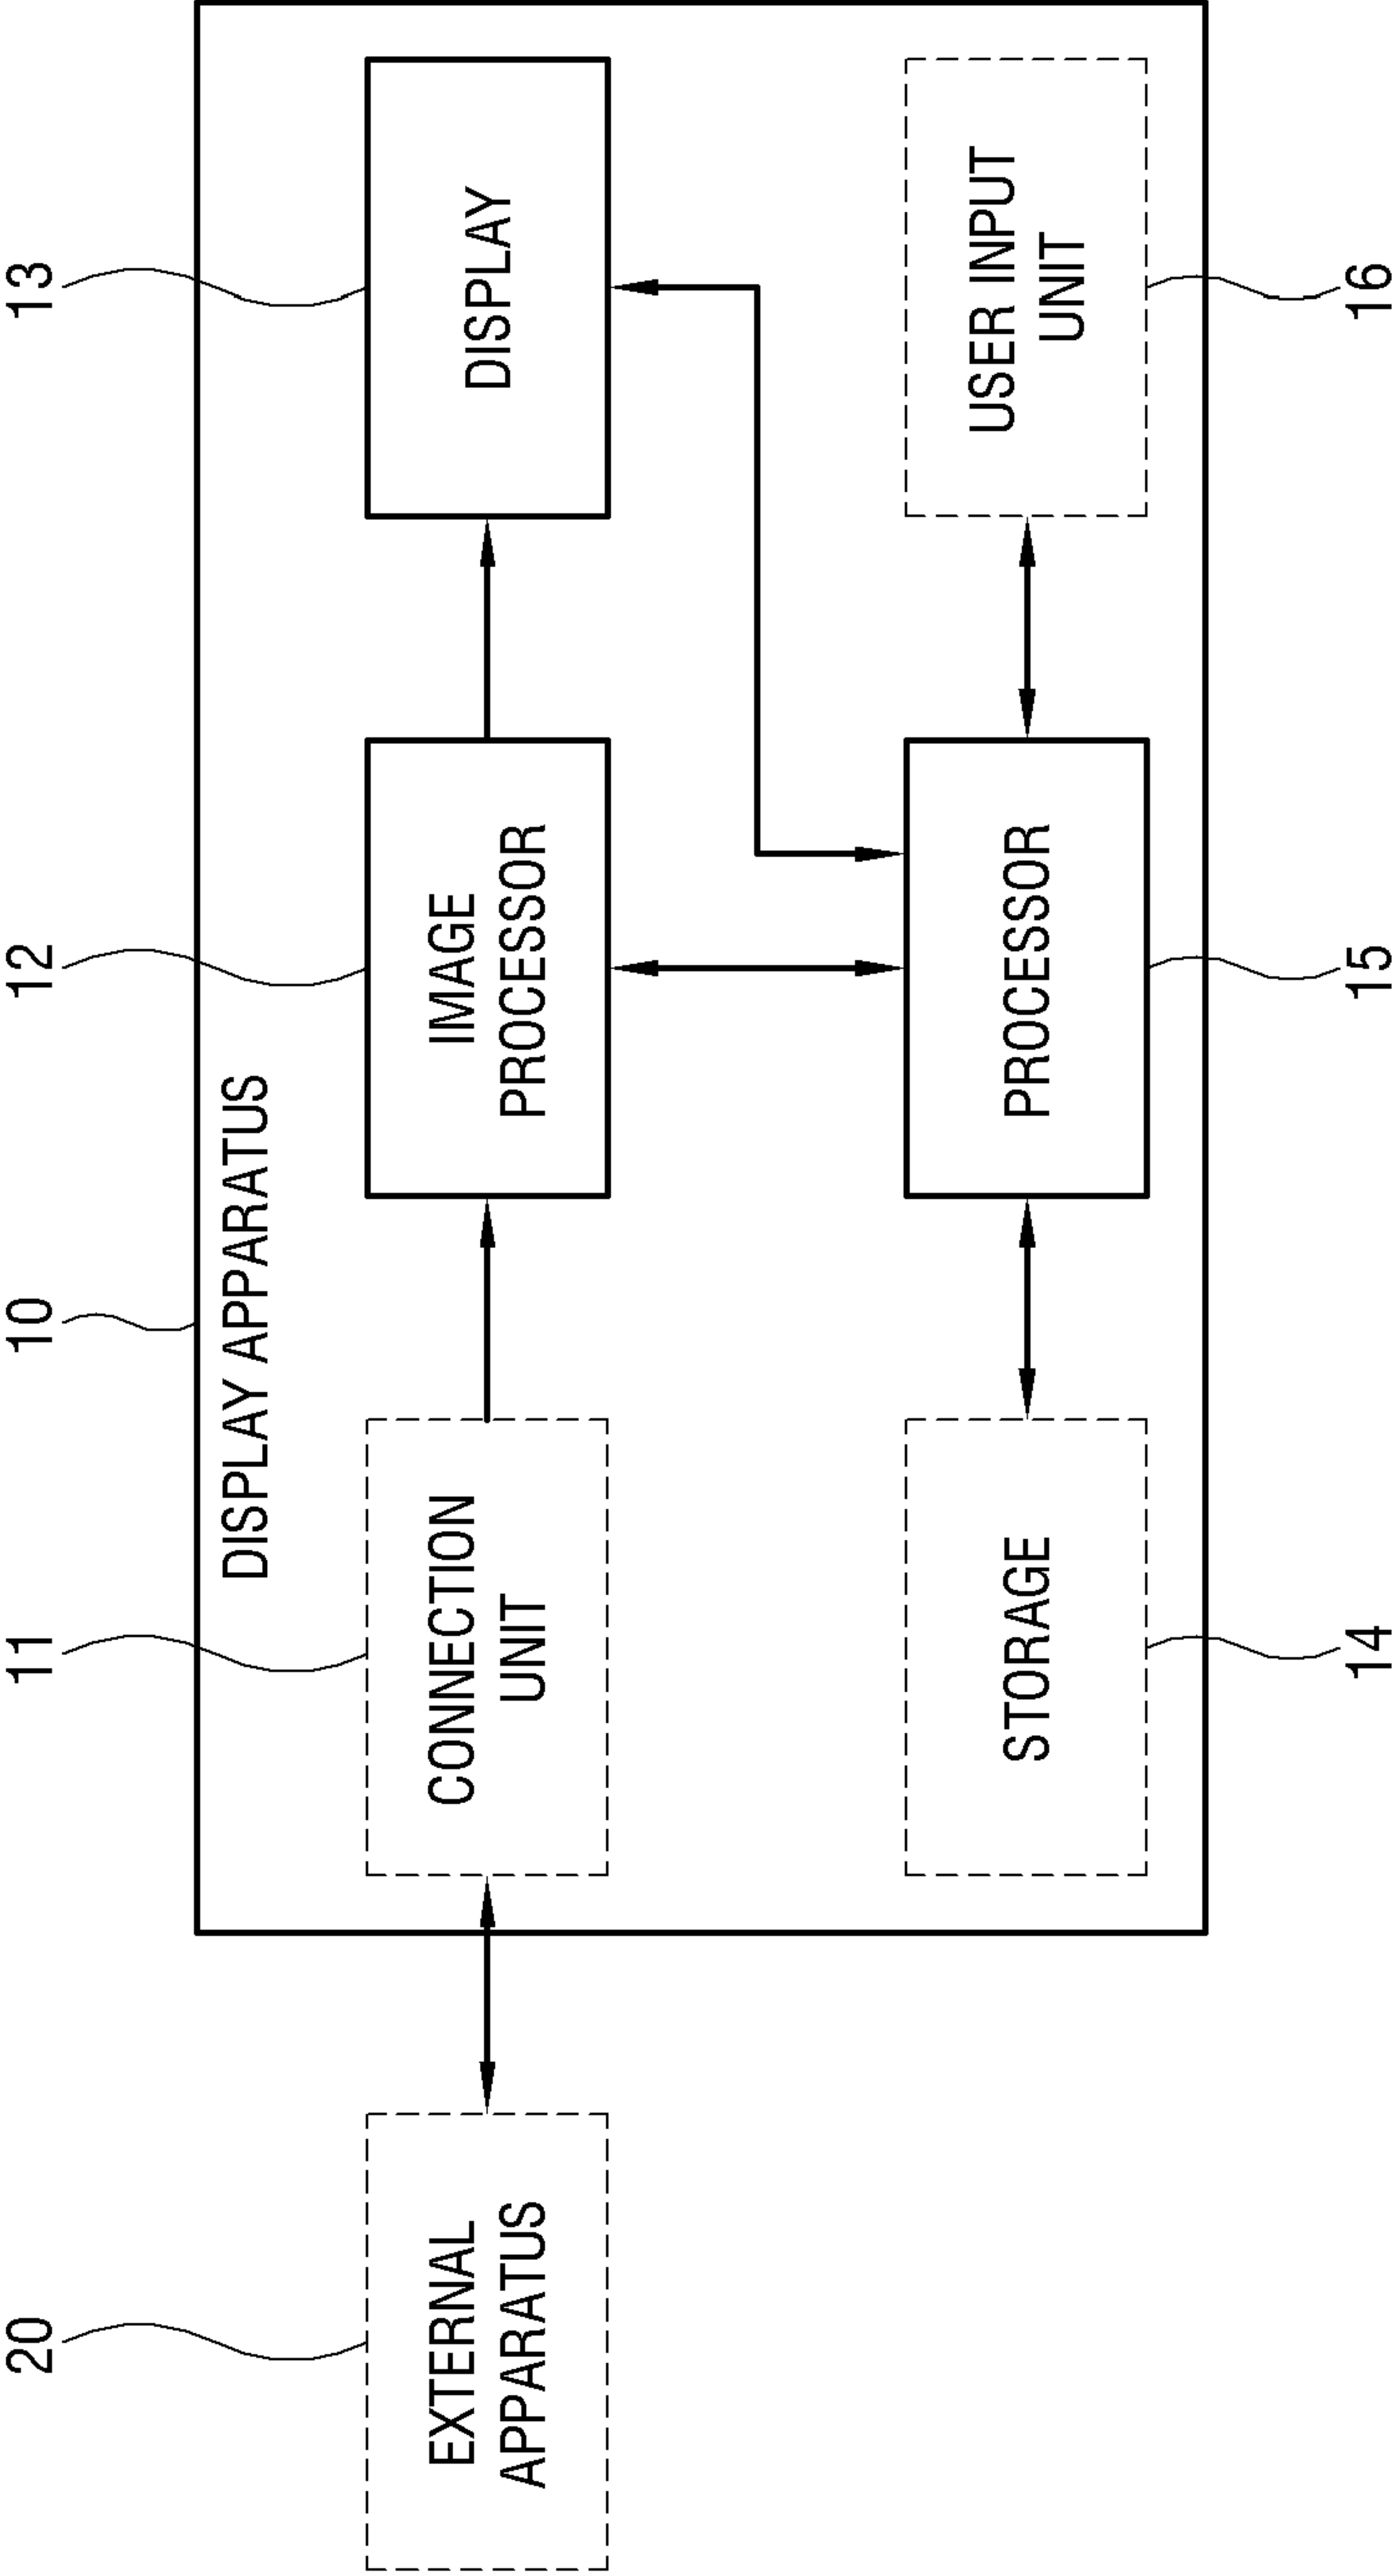 10
DISPLAY APPARATUS
20
11
12
13
EXTERNAL
APPARATUS
CONNECTION
UNIT
IMAGE
PROCESSOR
DISPLAY
STORAGE
PROCESSOR
USER INPUT
UNIT
14
15
16